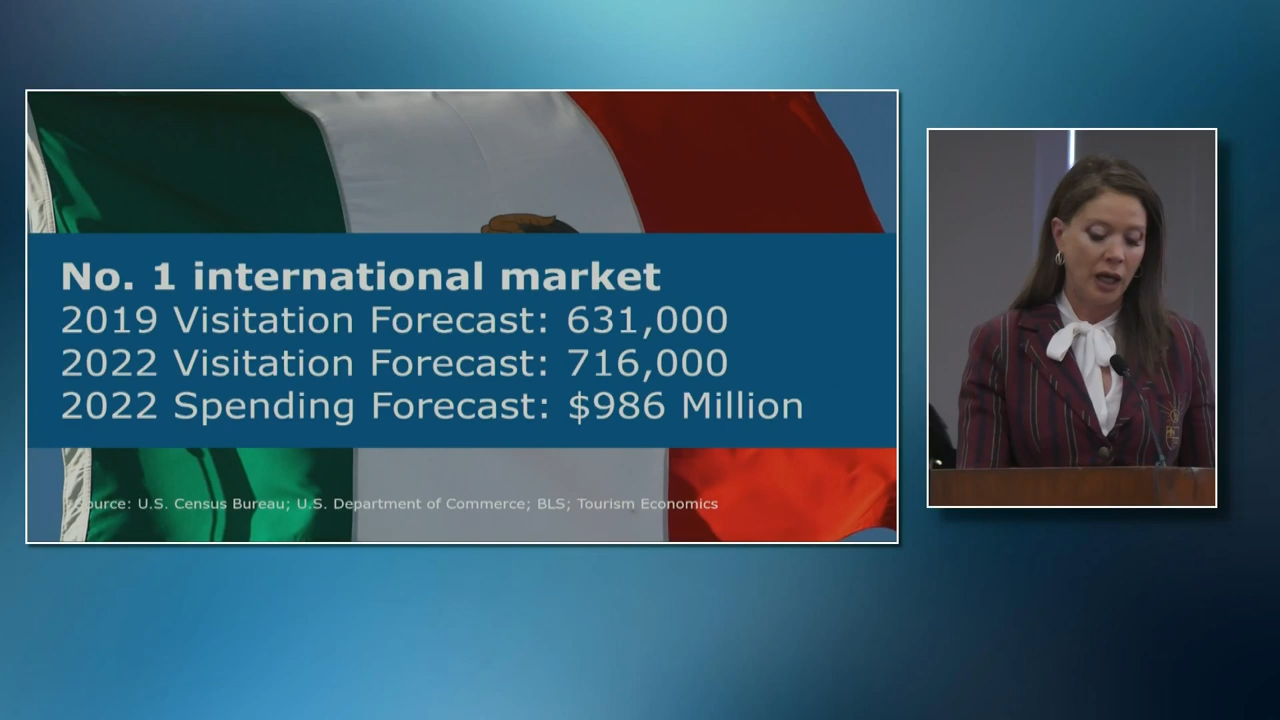 No. 1 international market
2019 Visitation Forecast: 631,000
2022 Visitation Forecast: 716,000
2022 Spending Forecast: $986 Million
Source: U.S. Census Bureau; U.S. Department of Commerce; BLS; Tourism Economics